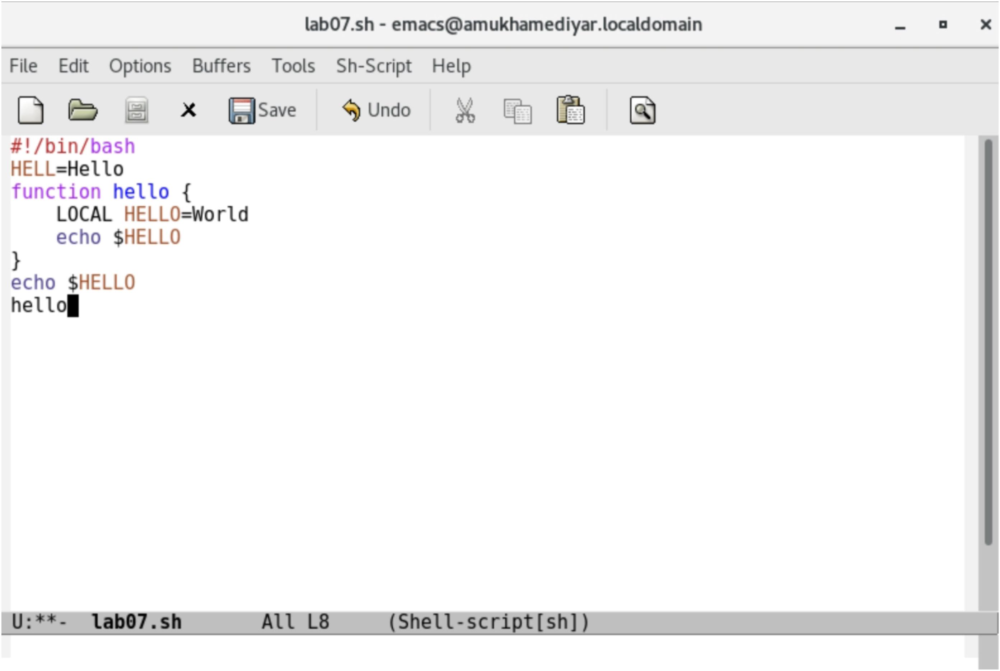 lab07.sh - emacs@amukhamediyar.localdomain
File Edit Options Buffers Tools Sh-Script Help
Save Undo
#!/bin/bash
HELL=Hello
function hello {
    LOCAL HELLO=World
    echo $HELLO
}
echo $HELLO
hello
U:**- lab07.sh All L8 (Shell-script[sh])